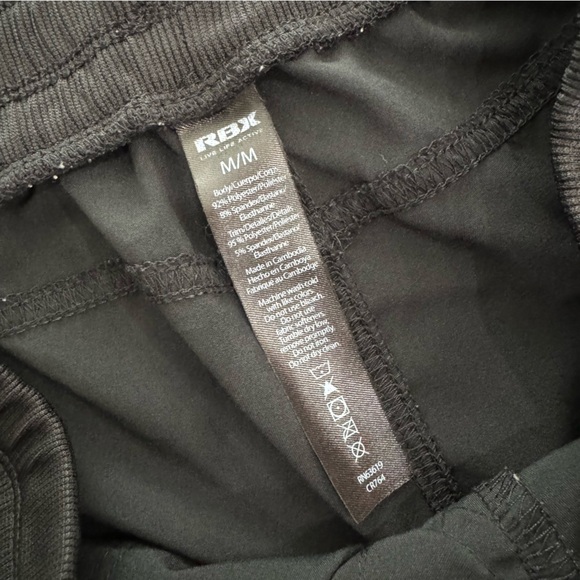 RBX
LIVE LIFE ACTIVE
M/M
Body/Cuerpo/Corps
92% Polyester/Poliéster
8% Spandex/Elastano/
Elasthanne
Trim/Detalles/Détails
95% Polyester/Poliéster
5% Spandex/Elastano/
Elasthanne
Made in Cambodia
Hecho en Camboya
Fabriqué au Cambodge
Machine wash cold
with like colors.
Do not use bleach.
Do not use
fabric softeners.
Tumble dry low,
remove promptly.
Do not iron.
Do not dry clean.
RN63619
CR764